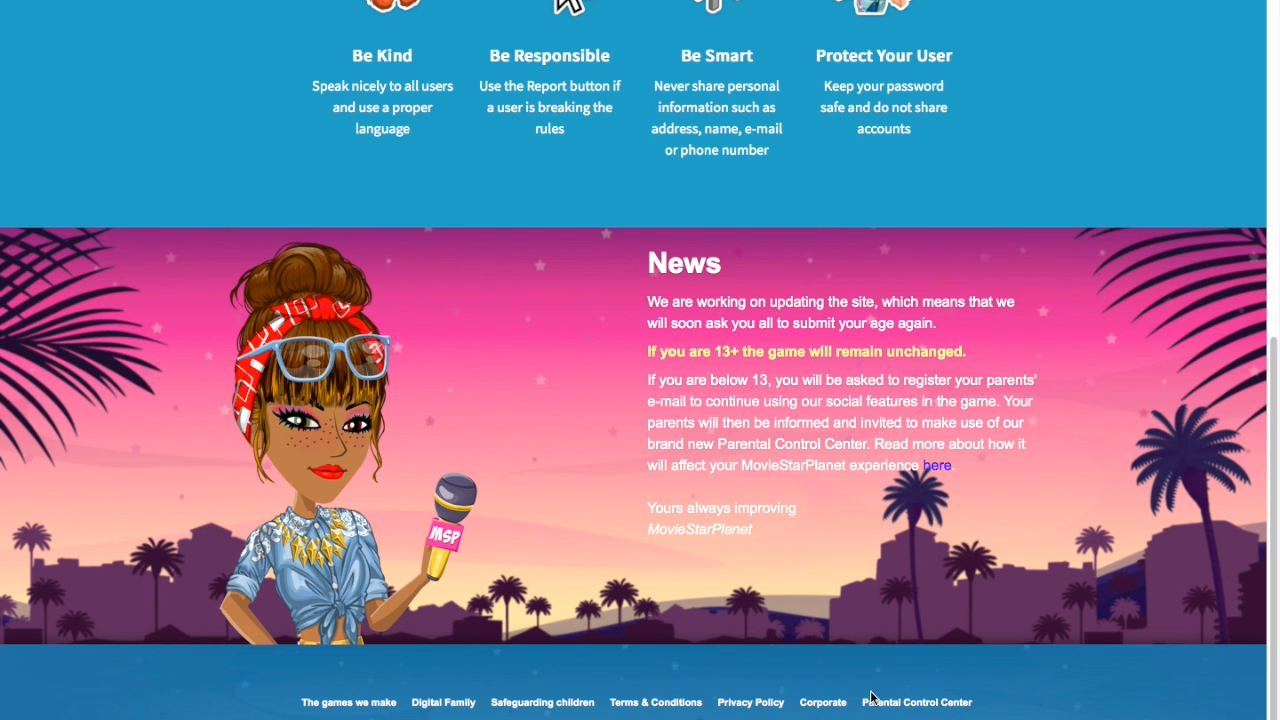 Be Kind
Speak nicely to all users
and use a proper
language
Be Responsible
Use the Report button if
a user is breaking the
rules
Be Smart
Never share personal
information such as
address, name, e-mail
or phone number
Protect Your User
Keep your password
safe and do not share
accounts
News
We are working on updating the site, which means that we
will soon ask you all to submit your age again.
If you are 13+ the game will remain unchanged.
If you are below 13, you will be asked to register your parents'
e-mail to continue using our social features in the game. Your
parents will then be informed and invited to make use of our
brand new Parental Control Center. Read more about how it
will affect your MovieStarPlanet experience here.
Yours always improving
MovieStarPlanet
MSP
The games we make Digital Family Safeguarding children Terms & Conditions Privacy Policy Corporate Parental Control Center